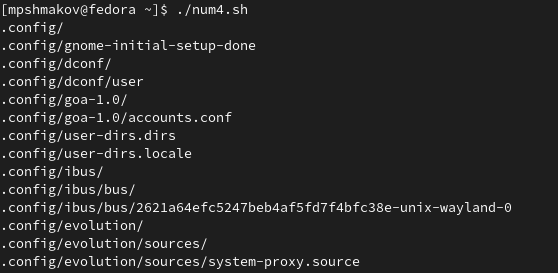 [mpshmakov@fedora ~]$ ./num4.sh
.config/
.config/gnome-initial-setup-done
.config/dconf/
.config/dconf/user
.config/goa-1.0/
.config/goa-1.0/accounts.conf
.config/user-dirs.dirs
.config/user-dirs.locale
.config/ibus/
.config/ibus/bus/
.config/ibus/bus/2621a64efc5247beb4af5fd7f4bfc38e-unix-wayland-0
.config/evolution/
.config/evolution/sources/
.config/evolution/sources/system-proxy.source